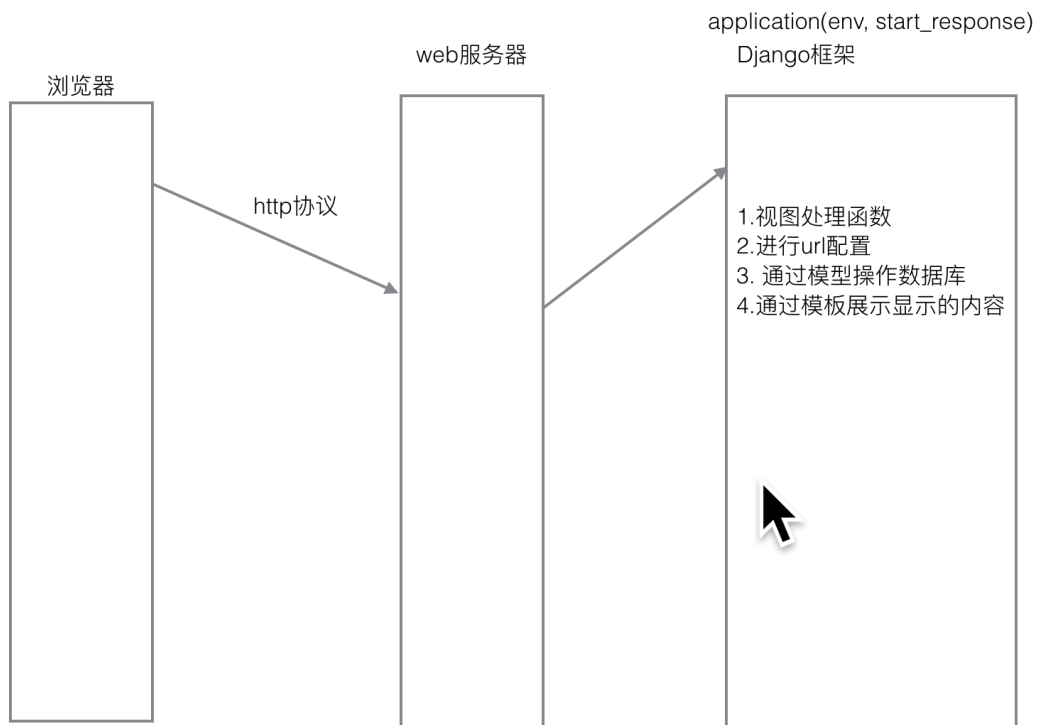 application(env, start_response)
web服务器
Django框架
浏览器
http协议
1.视图处理函数
2.进行url配置
3. 通过模型操作数据库
4.通过模板展示显示的内容